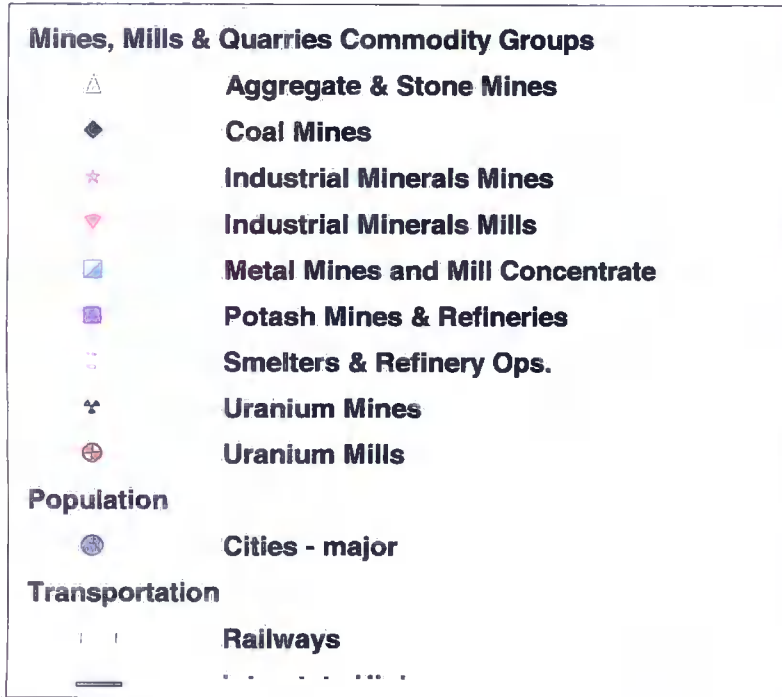 Mines, Mills & Quarries Commodity Groups
Aggregate & Stone Mines
Coal Mines
Industrial Minerals Mines
Industrial Minerals Mills
Metal Mines and Mill Concentrate
Potash Mines & Refineries
Smelters & Refinery Ops.
Uranium Mines
Uranium Mills
Population
Cities - major
Transportation
Railways